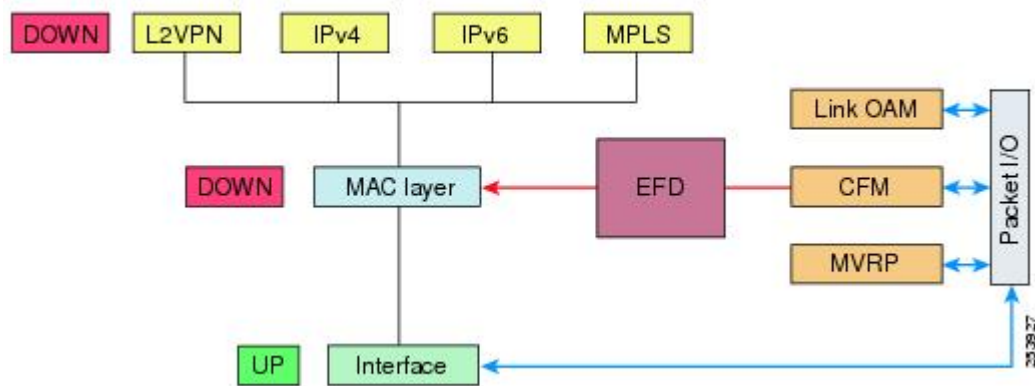 DOWN L2VPN IPv4 IPv6 MPLS
Link OAM
DOWN MAC layer EFD CFM
Packet I/O
MVRP
UP Interface